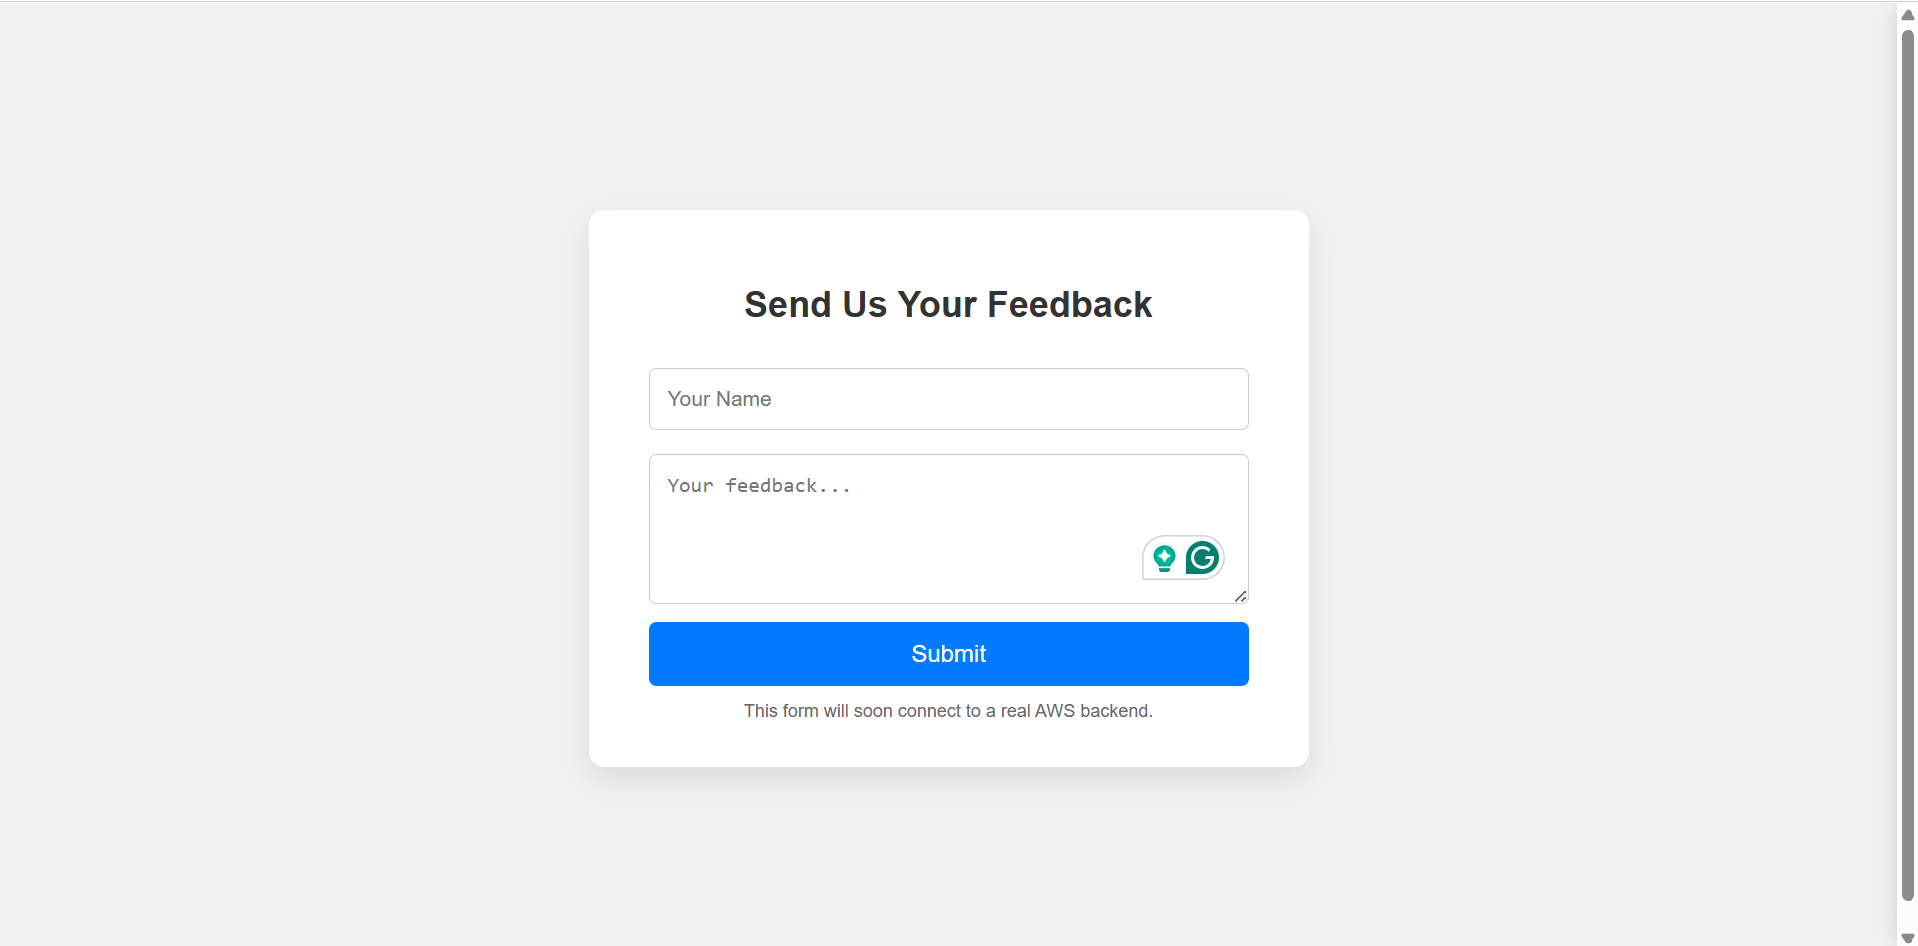 Send Us Your Feedback
Your Name
Your feedback...
Submit
This form will soon connect to a real AWS backend.